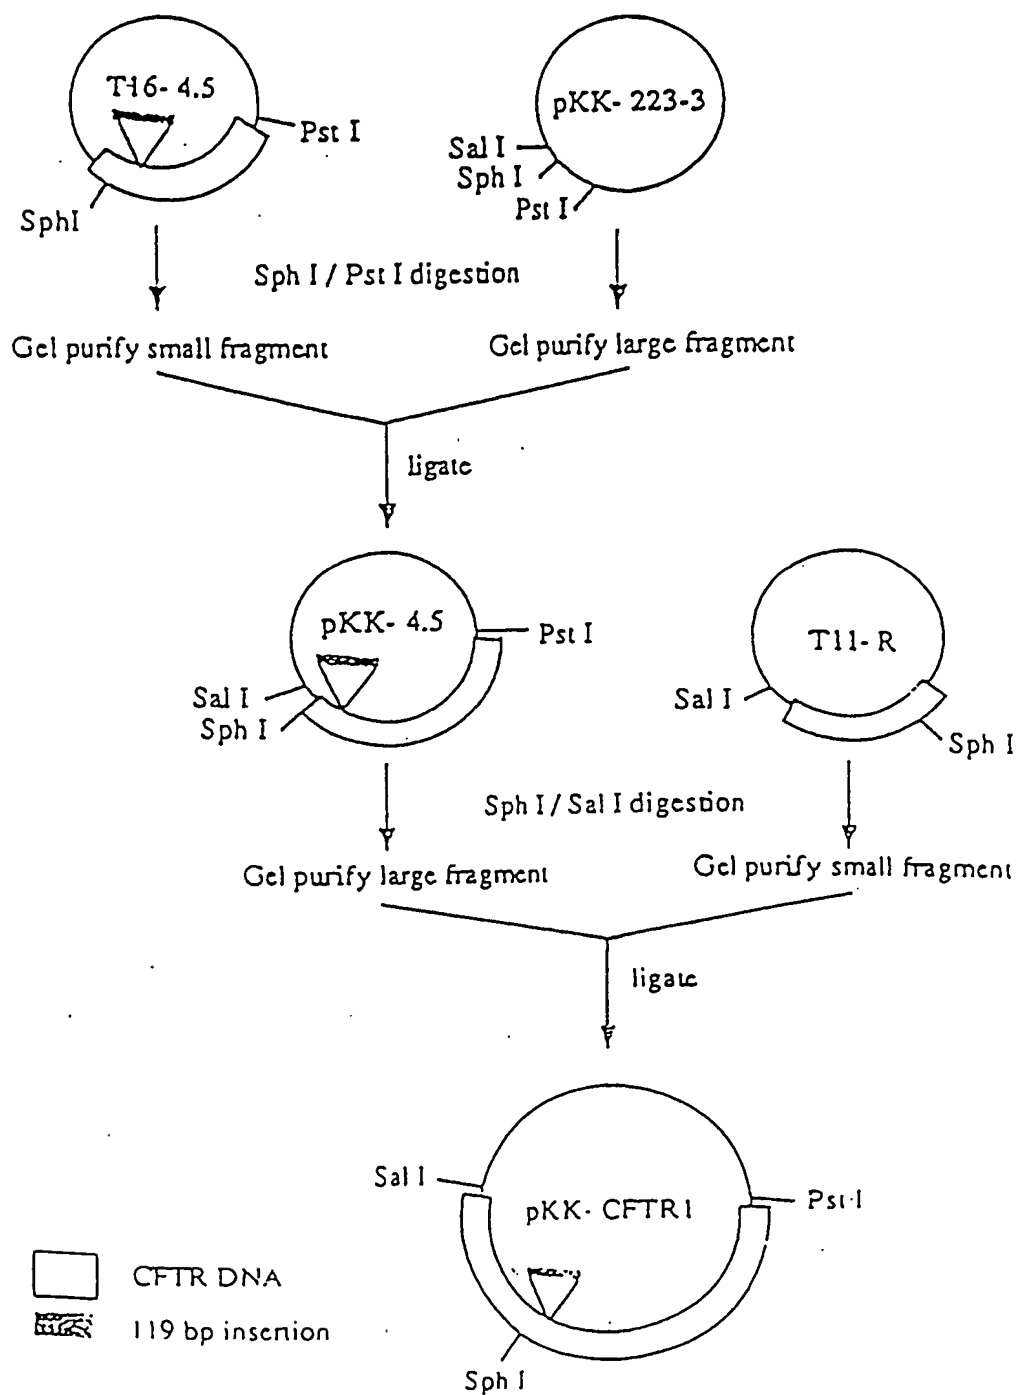 T16-4.5
pKK-223-3
Pst I
Sal I
Sph I
Pst I
SphI
Sph I / Pst I digestion
Gel purify small fragment
Gel purify large fragment
ligate
pKK-4.5
Pst I
T11-R
Sal I
Sph I
Sal I
Sph I
Sph I / Sal I digestion
Gel purify large fragment
Gel purify small fragment
ligate
Sal I
Pst I
pKK-CFTR1
CFTR DNA
119 bp insertion
Sph I